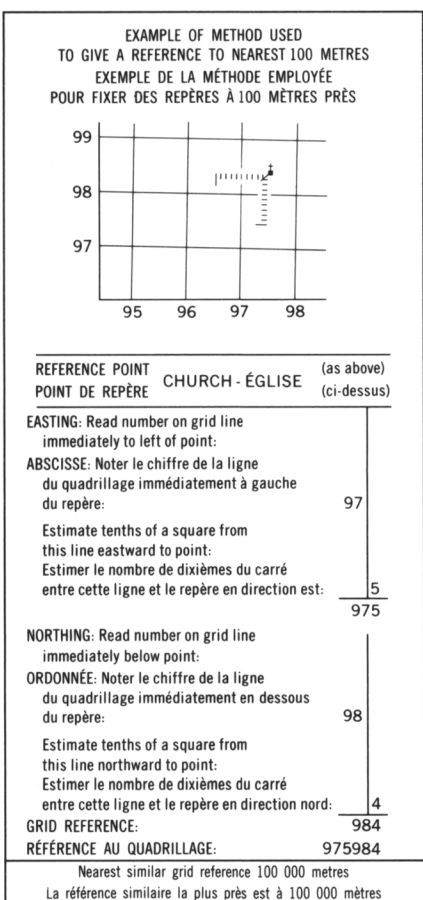 EXAMPLE OF METHOD USED
TO GIVE A REFERENCE TO NEAREST 100 METRES
EXEMPLE DE LA MÉTHODE EMPLOYÉE
POUR FIXER DES REPÈRES À 100 MÈTRES PRÈS
99
98
97
95 96 97 98
REFERENCE POINT
POINT DE REPÈRE
CHURCH - ÉGLISE
(as above)
(ci-dessus)
EASTING: Read number on grid line
immediately to left of point:
ABSCISSE: Noter le chiffre de la ligne
du quadrillage immédiatement à gauche
du repère: 97
Estimate tenths of a square from
this line eastward to point:
Estimer le nombre de dixièmes du carré
entre cette ligne et le repère en direction est: 5
975
NORTHING: Read number on grid line
immediately below point:
ORDONNÉE: Noter le chiffre de la ligne
du quadrillage immédiatement en dessous
du repère: 98
Estimate tenths of a square from
this line northward to point:
Estimer le nombre de dixièmes du carré
entre cette ligne et le repère en direction nord: 4
GRID REFERENCE: 984
RÉFÉRENCE AU QUADRILLAGE: 975984
Nearest similar grid reference 100 000 metres
La référence similaire la plus près est à 100 000 mètres